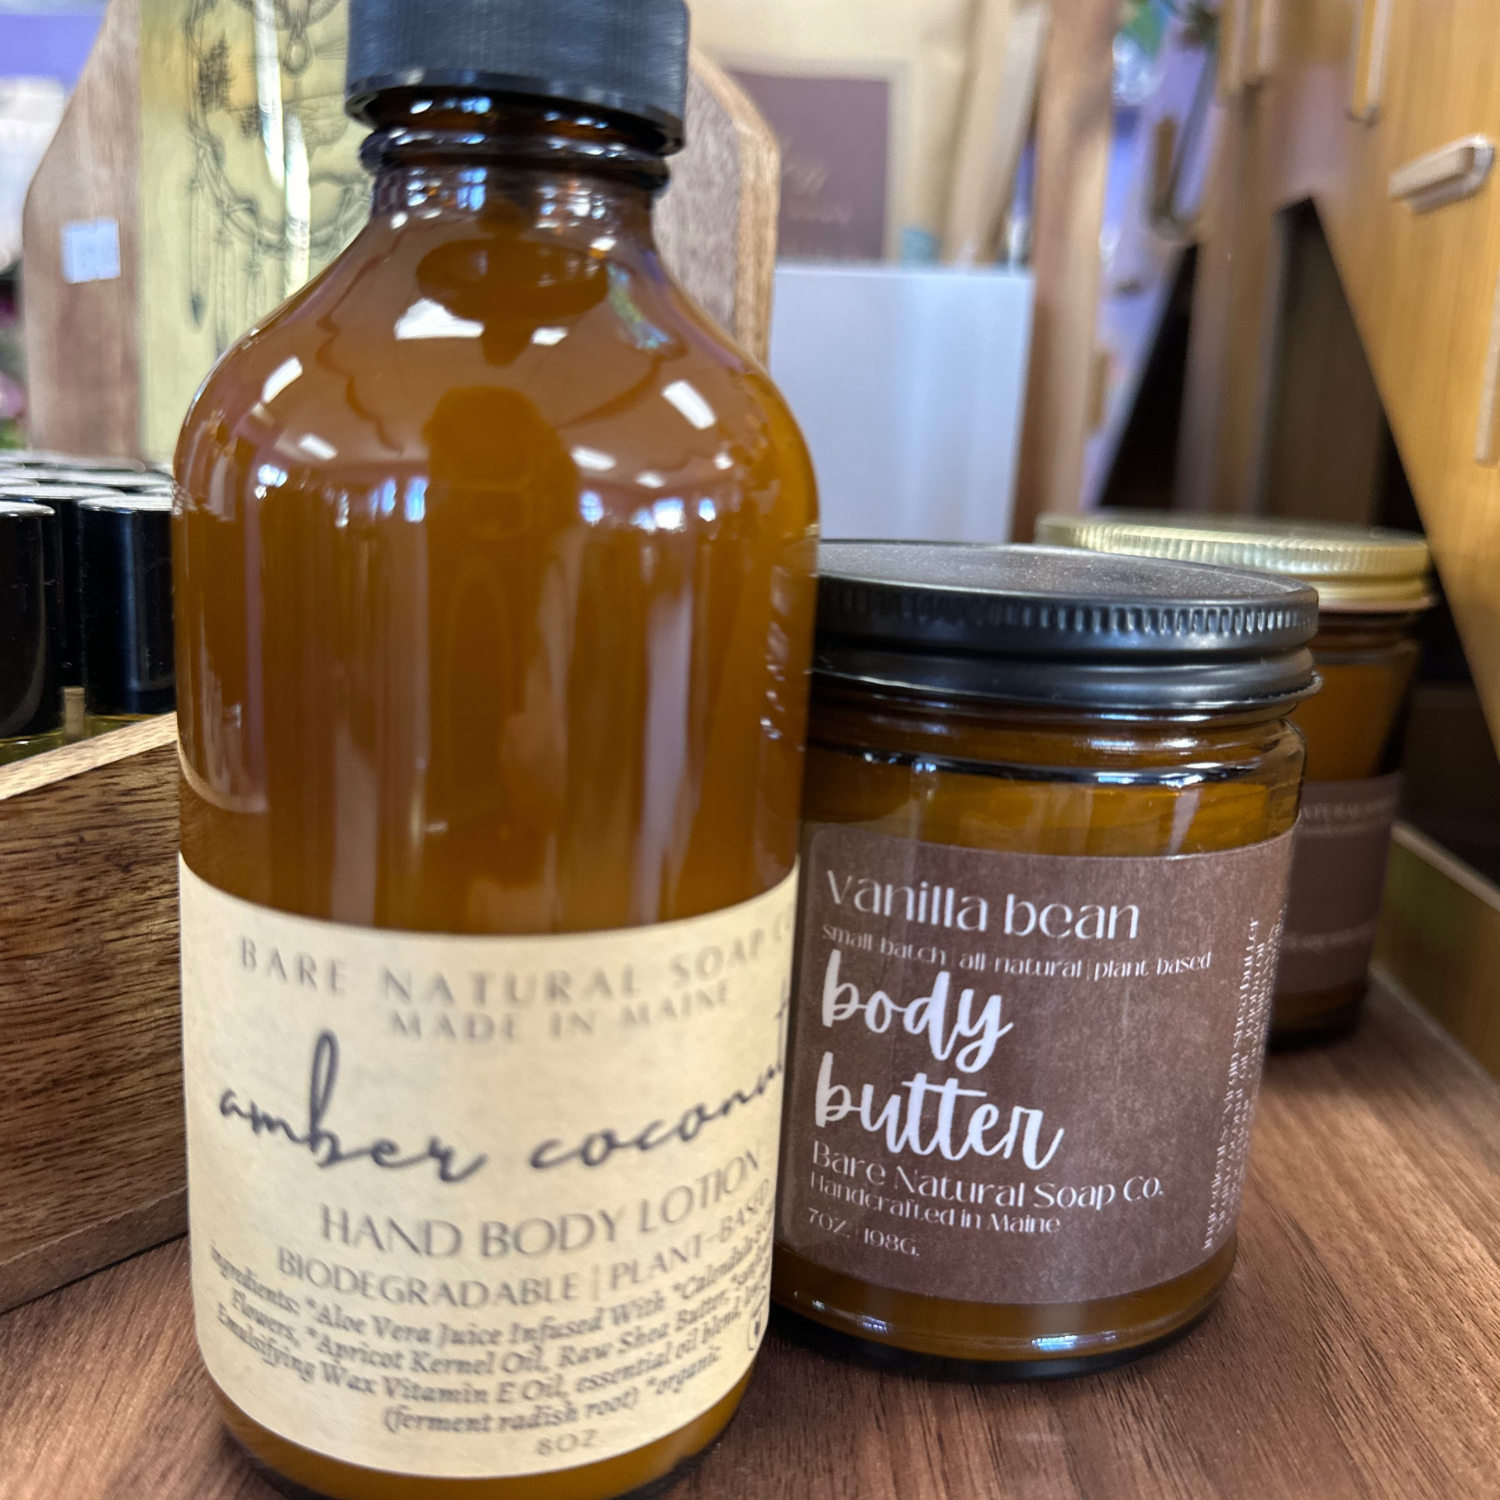 BARE NATURAL SOAP
MADE IN MAINE
amber coconut
HAND BODY LOTION
BIODEGRADABLE | PLANT-BASED
ingredients: *Aloe Vera Juice Infused With *Calendula
Flowers, *Apricot Kernel Oil, Raw Shea Butter,
Emulsifying Wax Vitamin E Oil, essential oil blend,
(ferment radish root) *organic
8OZ
vanilla bean
small batch | all-natural | plant-based
body
butter
Bare Natural Soap Co.
Handcrafted in Maine
7OZ. | 198G.